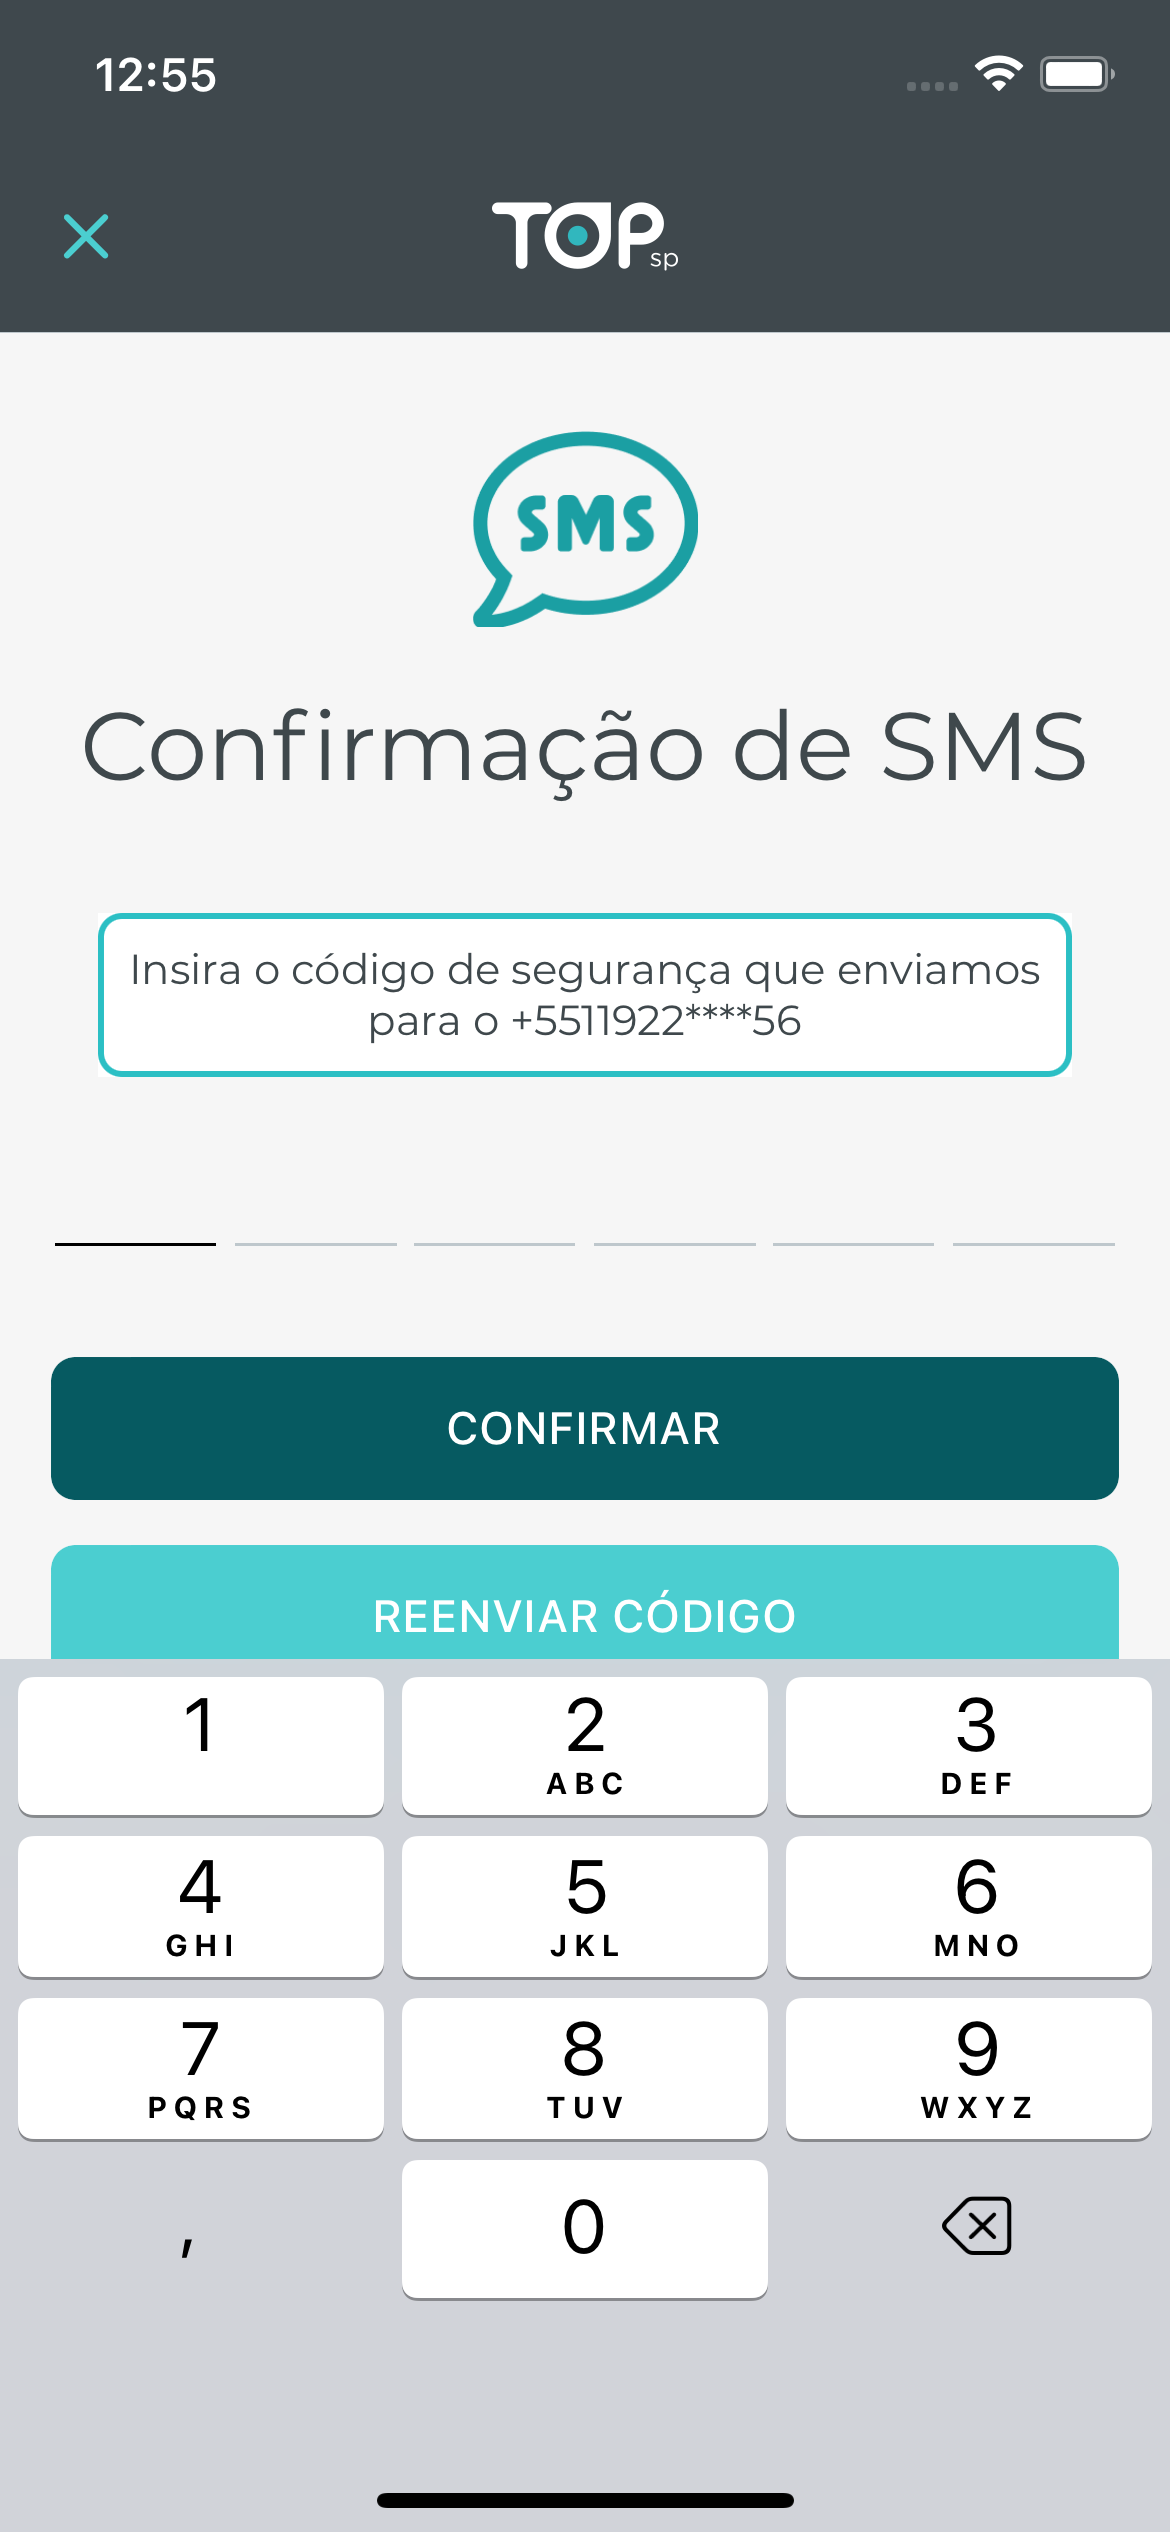 12:55
TOP
sp
SMS
Confirmação de SMS
Insira o código de segurança que enviamos
para o +5511922****56
CONFIRMAR
REENVIAR CÓDIGO
1
2
3
ABC
DEF
4
5
6
GHI
JKL
MNO
7
8
9
PQRS
TUV
WXYZ
,
0